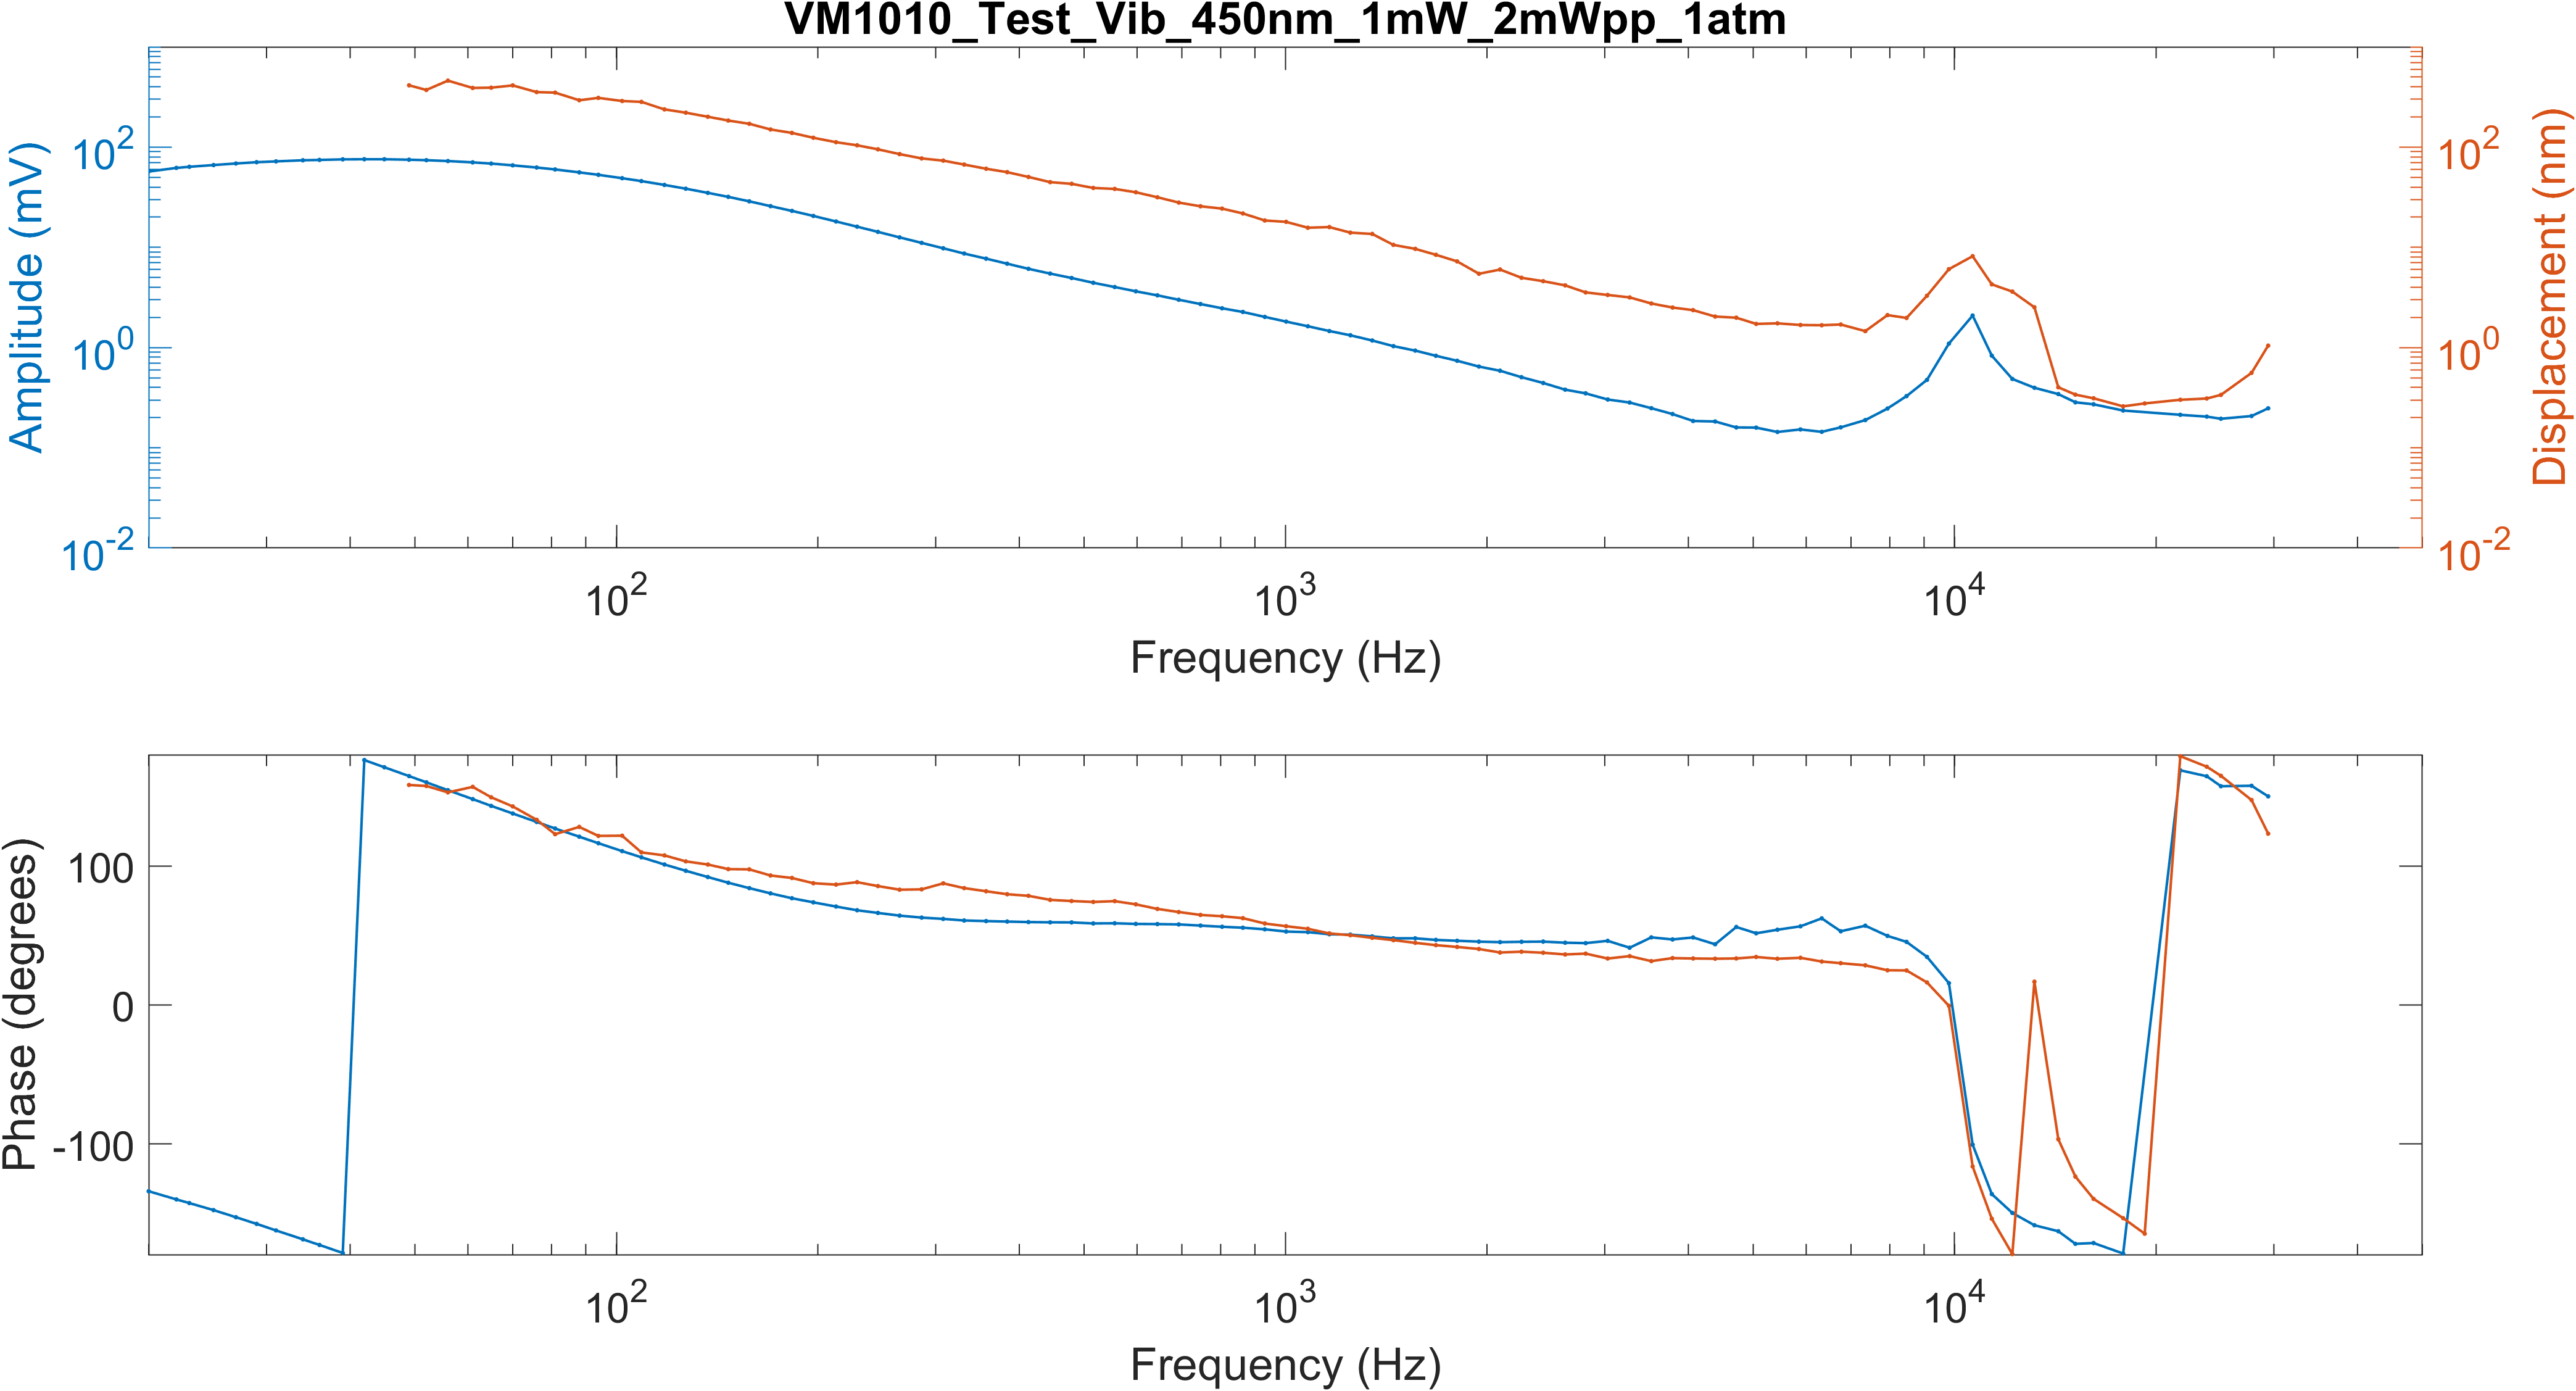 VM1010_Test_Vib_450nm_1mW_2mWpp_1atm
Amplitude (mV)
10^2
10^0
10^-2
Displacement (nm)
10^2
10^0
10^-2
10^2
10^3
10^4
Frequency (Hz)
Phase (degrees)
100
0
-100
10^2
10^3
10^4
Frequency (Hz)